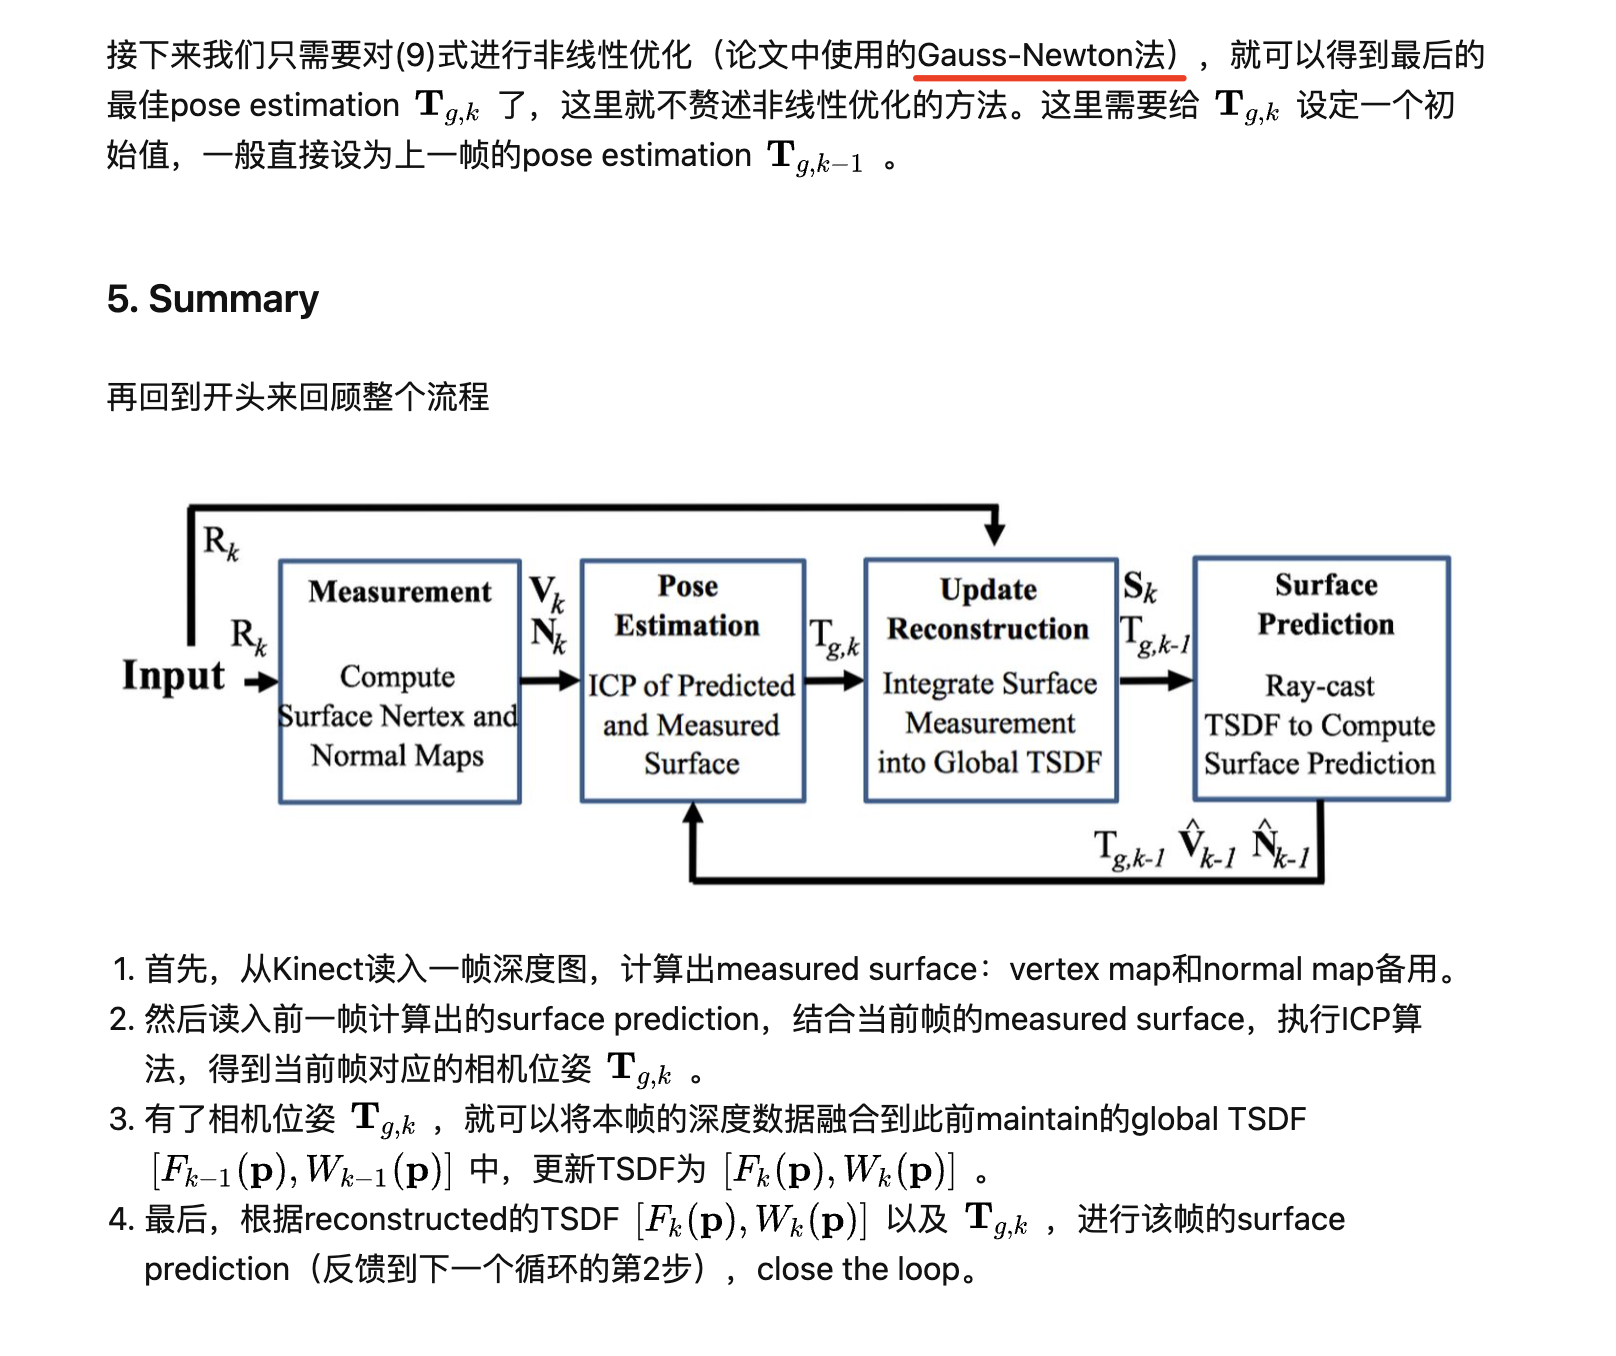 接下来我们只需要对(9)式进行非线性优化（论文中使用的Gauss-Newton法），就可以得到最后的
最佳pose estimation T_{g,k} 了，这里就不赘述非线性优化的方法。这里需要给 T_{g,k} 设定一个初
始值，一般直接设为上一帧的pose estimation T_{g,k−1} 。
5. Summary
再回到开头来回顾整个流程
R_k
R_k
Input
Measurement
Compute
Surface Nertex and
Normal Maps
V_k
N_k
Pose
Estimation
ICP of Predicted
and Measured
Surface
T_{g,k}
Update
Reconstruction
Integrate Surface
Measurement
into Global TSDF
S_k
T_{g,k-1}
Surface
Prediction
Ray-cast
TSDF to Compute
Surface Prediction
T_{g,k-1} V̂_{k-1} N̂_{k-1}
1. 首先，从Kinect读入一帧深度图，计算出measured surface：vertex map和normal map备用。
2. 然后读入前一帧计算出的surface prediction，结合当前帧的measured surface，执行ICP算
法，得到当前帧对应的相机位姿 T_{g,k} 。
3. 有了相机位姿 T_{g,k} ，就可以将本帧的深度数据融合到此前maintain的global TSDF
[F_{k−1}(p), W_{k−1}(p)] 中，更新TSDF为 [F_k(p), W_k(p)] 。
4. 最后，根据reconstructed的TSDF [F_k(p), W_k(p)] 以及 T_{g,k} ，进行该帧的surface
prediction（反馈到下一个循环的第2步），close the loop。